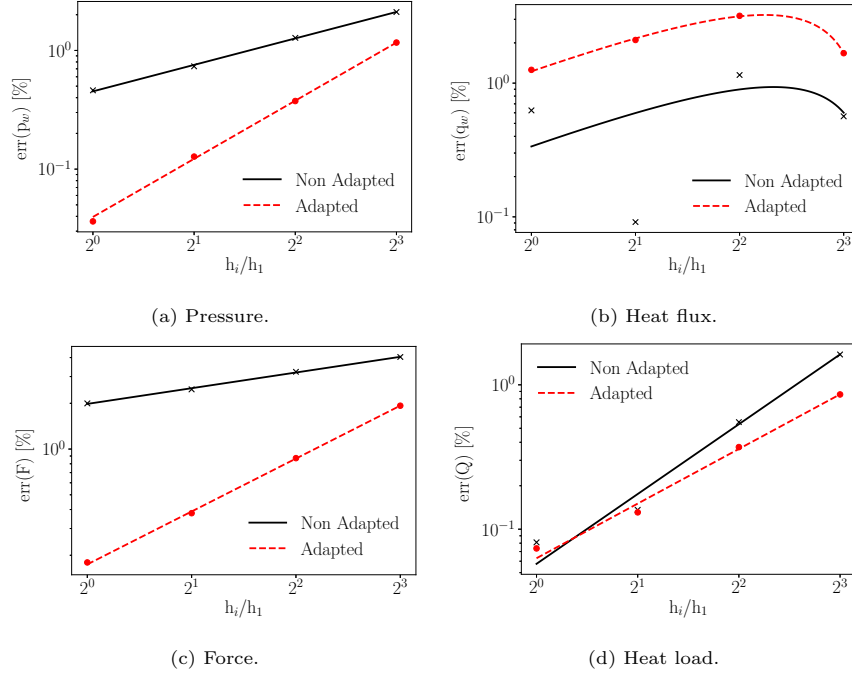 err(p_w) [%]
10^0
10^{-1}
Non Adapted
Adapted
2^0 2^1 2^2 2^3
h_i/h_1
(a) Pressure.
err(q_w) [%]
10^0
10^{-1}
Non Adapted
Adapted
2^0 2^1 2^2 2^3
h_i/h_1
(b) Heat flux.
err(F) [%]
10^0
Non Adapted
Adapted
2^0 2^1 2^2 2^3
h_i/h_1
(c) Force.
err(Q) [%]
10^0
10^{-1}
Non Adapted
Adapted
2^0 2^1 2^2 2^3
h_i/h_1
(d) Heat load.